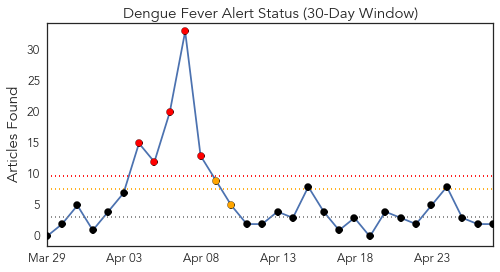 Dengue Fever Alert Status (30-Day Window)
Articles Found
30
25
20
15
10
5
0
Mar 29 Apr 03 Apr 08 Apr 13 Apr 18 Apr 23